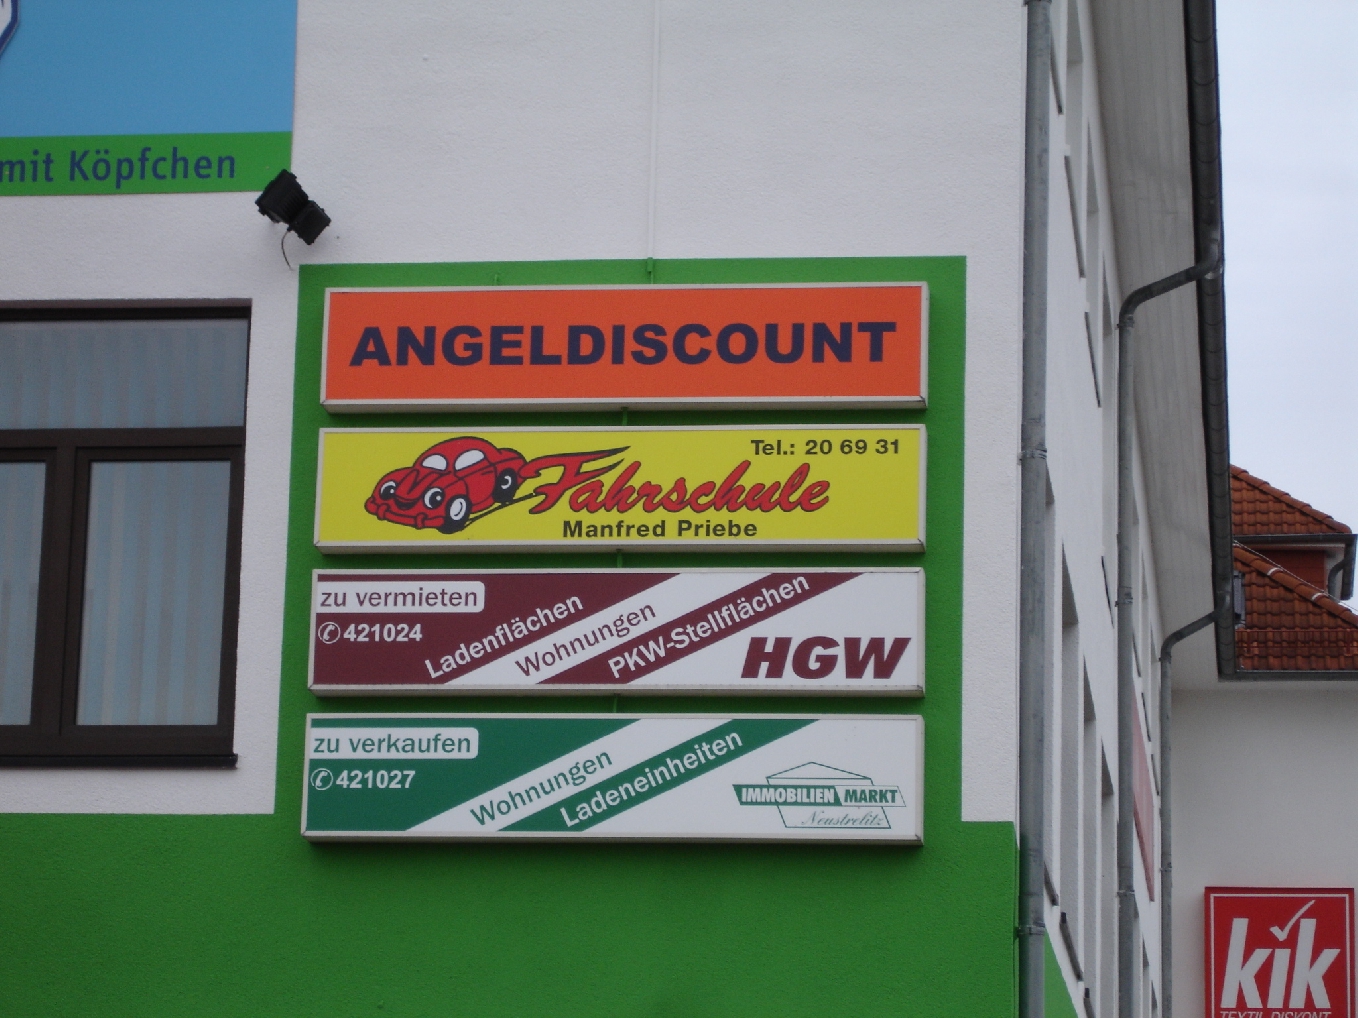 mit Köpfchen
ANGELDISCOUNT
Tel.: 20 69 31
Fahrschule
Manfred Priebe
zu vermieten
✆ 421024
Ladenflächen
Wohnungen
PKW-Stellflächen
HGW
zu verkaufen
✆ 421027
Wohnungen
Ladeneinheiten
IMMOBILIEN MARKT
Neustrelitz
kik
TEXTIL-DISKONT